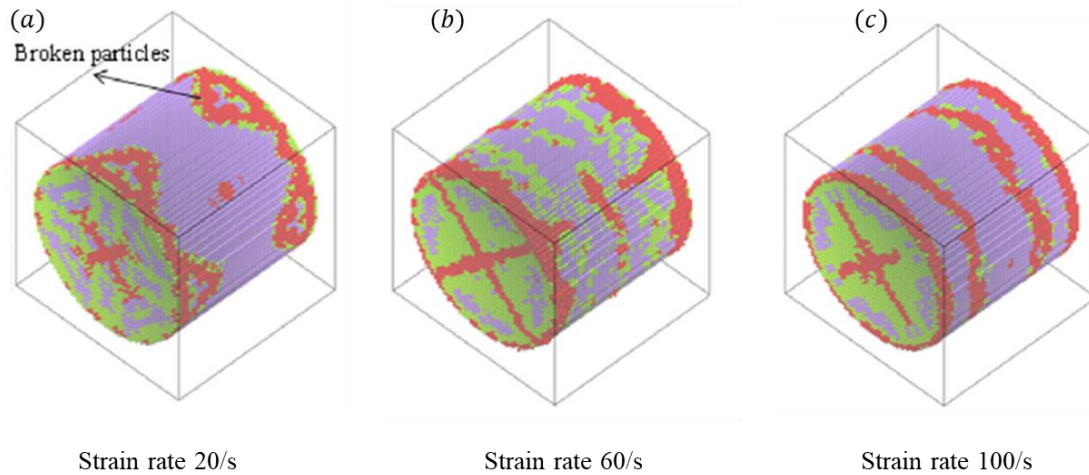 (a)
(b)
(c)
Broken particles
Strain rate 20/s
Strain rate 60/s
Strain rate 100/s